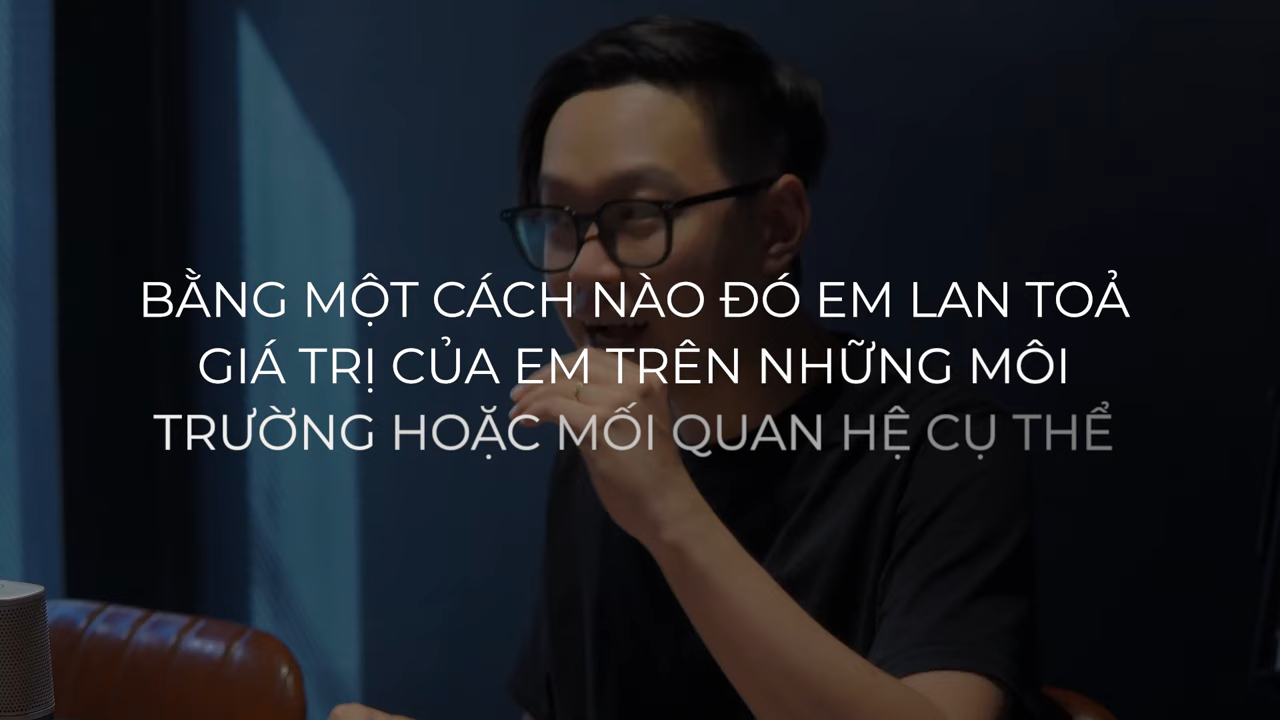 BẰNG MỘT CÁCH NÀO ĐÓ EM LAN TOẢ
GIÁ TRỊ CỦA EM TRÊN NHỮNG MÔI
TRƯỜNG HOẶC MỐI QUAN HỆ CỤ THỂ